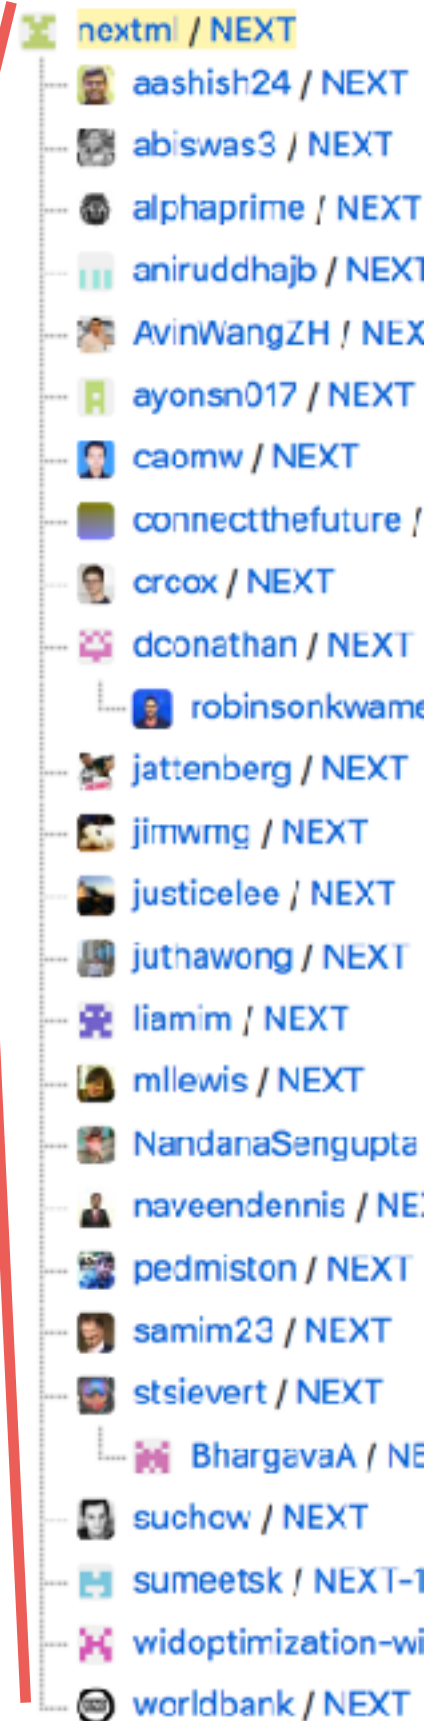 nextml / NEXT
aashish24 / NEXT
abiswas3 / NEXT
alphaprime / NEXT
aniruddhajb / NEXT
AvinWangZH / NEX
ayonsn017 / NEXT
caomw / NEXT
connectthefuture /
crcox / NEXT
dconathan / NEXT
robinsonkwame
jattenberg / NEXT
jimwmg / NEXT
justicelee / NEXT
juthawong / NEXT
liamim / NEXT
mllewis / NEXT
NandanaSengupta
naveendennis / NEX
pedmiston / NEXT
samim23 / NEXT
stsievert / NEXT
BhargavaA / NE
suchow / NEXT
sumeetsk / NEXT-1
widoptimization-wi
worldbank / NEXT